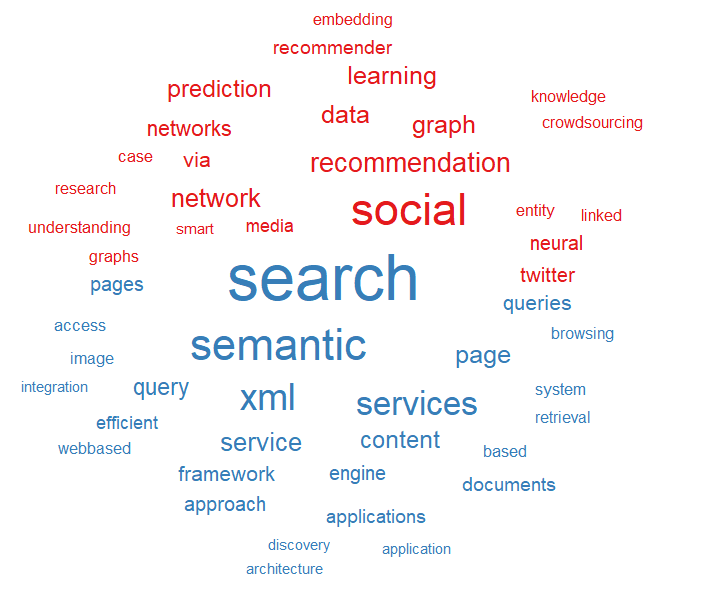 embedding
recommender
learning
prediction
knowledge
data
crowdsourcing
graph
networks
case
via
recommendation
research
network
social
entity
linked
understanding
smart
media
neural
graphs
twitter
search
pages
queries
access
browsing
semantic
page
image
integration
query
system
xml
services
retrieval
efficient
service
content
webbased
based
framework
engine
documents
approach
applications
discovery
application
architecture